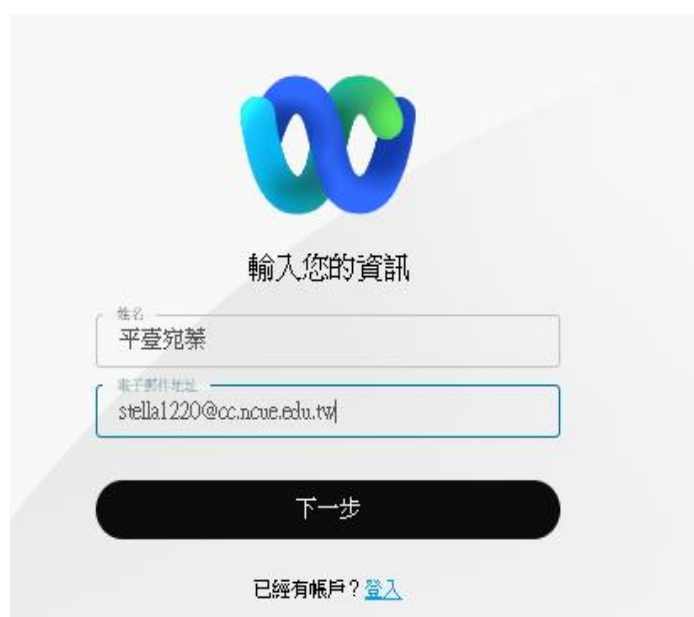 輸入您的資訊
姓名
平臺宛蓁
電子郵件地址
stella1220@cc.ncue.edu.tw
下一步
已經有帳戶？登入